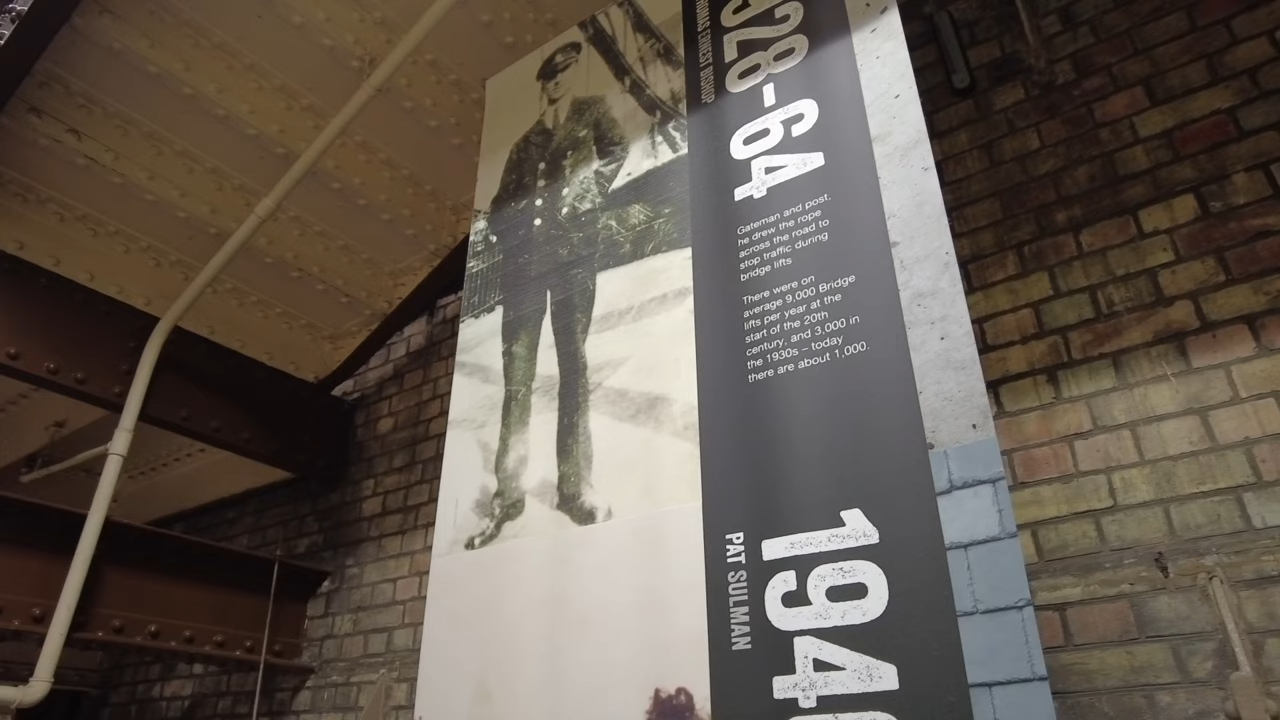 928-64
THOMAS ERNEST BISHOP
Gateman and post,
he drew the rope
across the road to
stop traffic during
bridge lifts
There were on
average 9,000 Bridge
lifts per year at the
start of the 20th
century, and 3,000 in
the 1930s – today
there are about 1,000.
194
PAT SULMAN